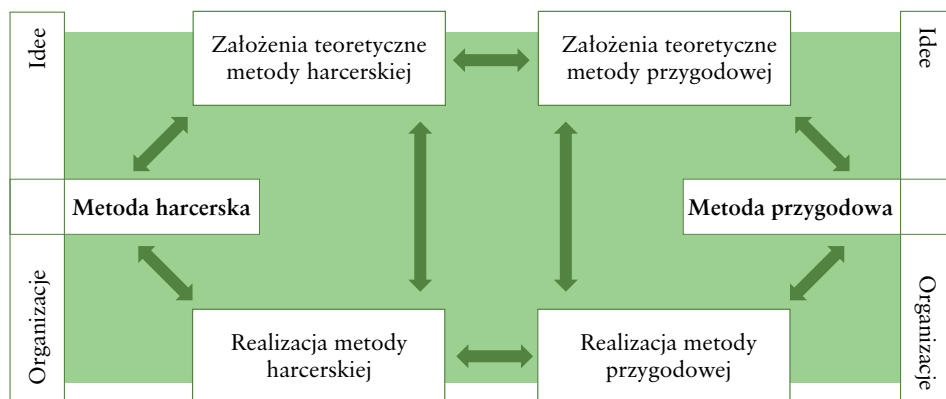 Idee
Założenia teoretyczne
metody harcerskiej
Założenia teoretyczne
metody przygodowej
Idee
Metoda harcerska
Metoda przygodowa
Organizacje
Realizacja metody
harcerskiej
Realizacja metody
przygodowej
Organizacje